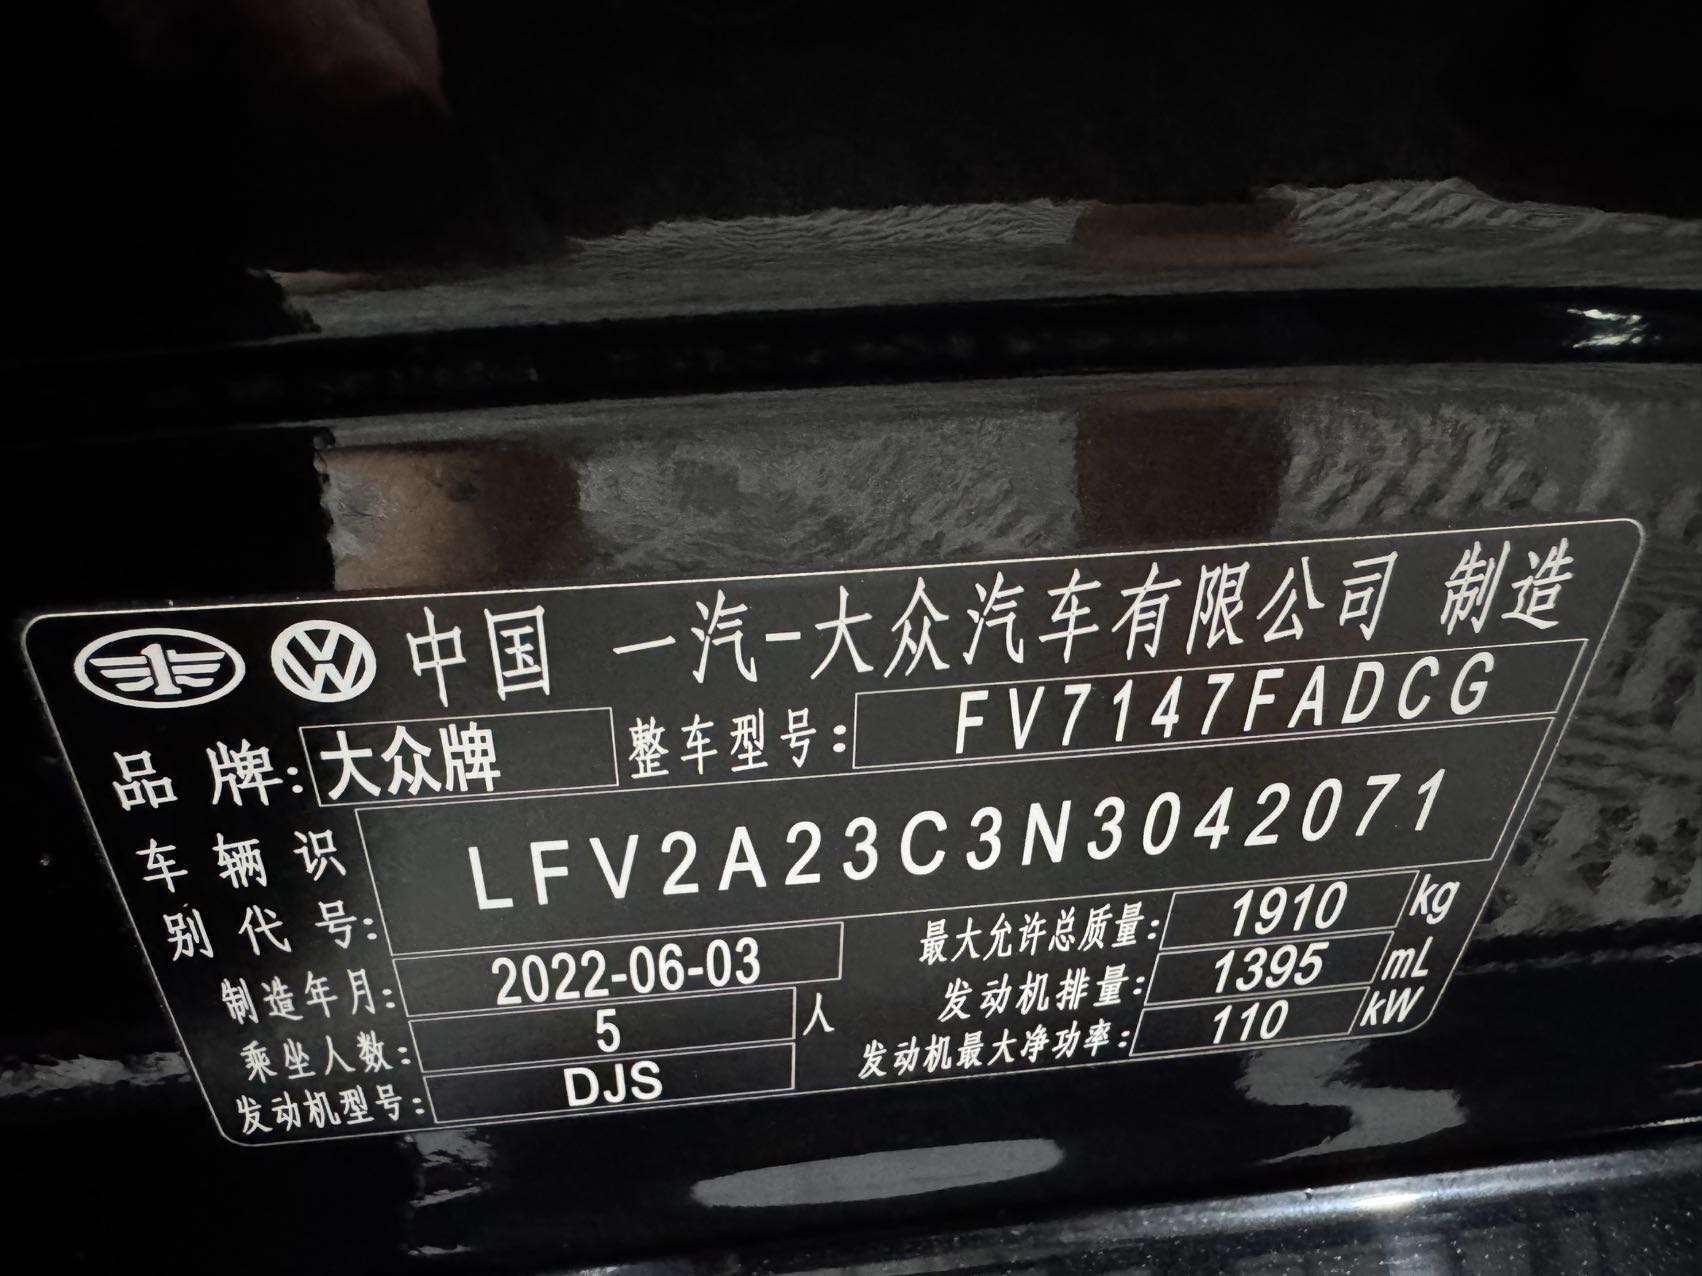 中国 一汽-大众汽车有限公司 制造
品牌: 大众牌 整车型号: FV7147FADCG
车辆识别代号: LFV2A23C3N3042071
制造年月: 2022-06-03 最大允许总质量: 1910 kg
乘坐人数: 5 人 发动机排量: 1395 mL
发动机型号: DJS 发动机最大净功率: 110 kW